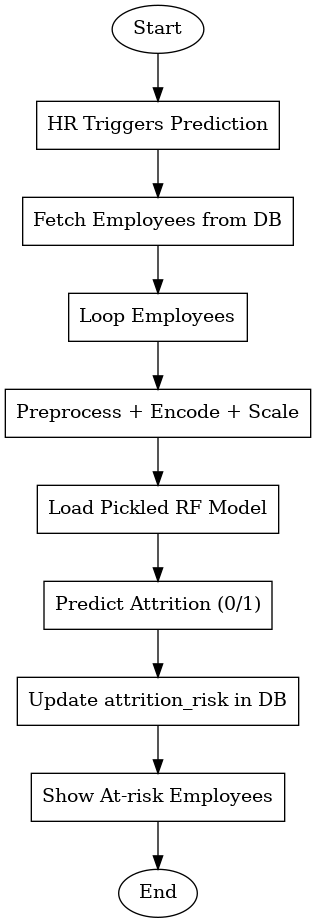 Start
HR Triggers Prediction
Fetch Employees from DB
Loop Employees
Preprocess + Encode + Scale
Load Pickled RF Model
Predict Attrition (0/1)
Update attrition_risk in DB
Show At-risk Employees
End